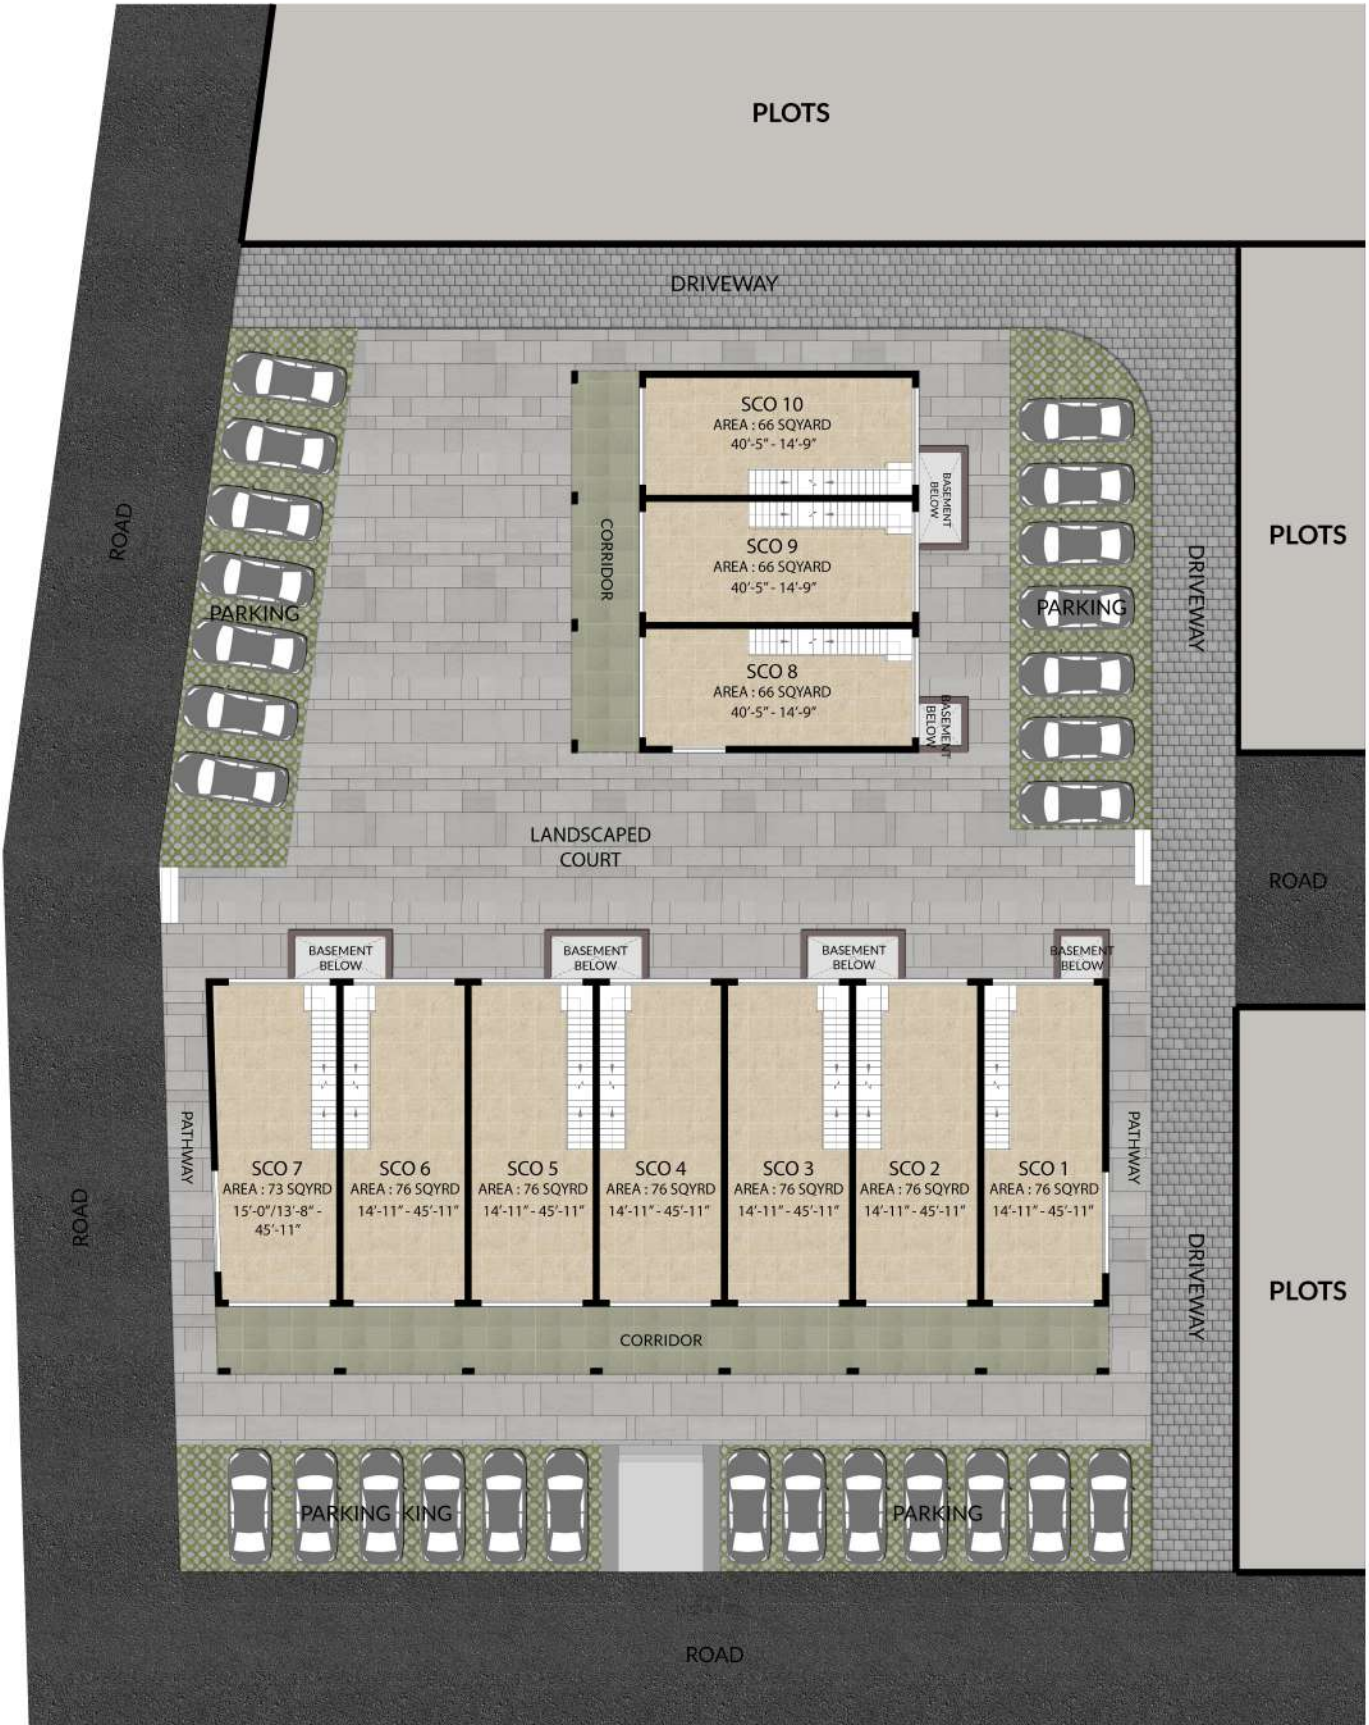 PLOTS
DRIVEWAY
ROAD
PARKING
CORRIDOR
SCO 10
AREA : 66 SQYARD
40'-5" - 14'-9"
BASEMENT
BELOW
SCO 9
AREA : 66 SQYARD
40'-5" - 14'-9"
SCO 8
AREA : 66 SQYARD
40'-5" - 14'-9"
BASEMENT
BELOW
PARKING
DRIVEWAY
PLOTS
LANDSCAPED
COURT
ROAD
BASEMENT
BELOW
BASEMENT
BELOW
BASEMENT
BELOW
BASEMENT
BELOW
ROAD
PATHWAY
SCO 7
AREA : 73 SQYRD
15'-0"/13'-8" -
45'-11"
SCO 6
AREA : 76 SQYRD
14'-11" - 45'-11"
SCO 5
AREA : 76 SQYRD
14'-11" - 45'-11"
SCO 4
AREA : 76 SQYRD
14'-11" - 45'-11"
SCO 3
AREA : 76 SQYRD
14'-11" - 45'-11"
SCO 2
AREA : 76 SQYRD
14'-11" - 45'-11"
SCO 1
AREA : 76 SQYRD
14'-11" - 45'-11"
PATHWAY
DRIVEWAY
PLOTS
CORRIDOR
PARKING KING
PARKING
ROAD